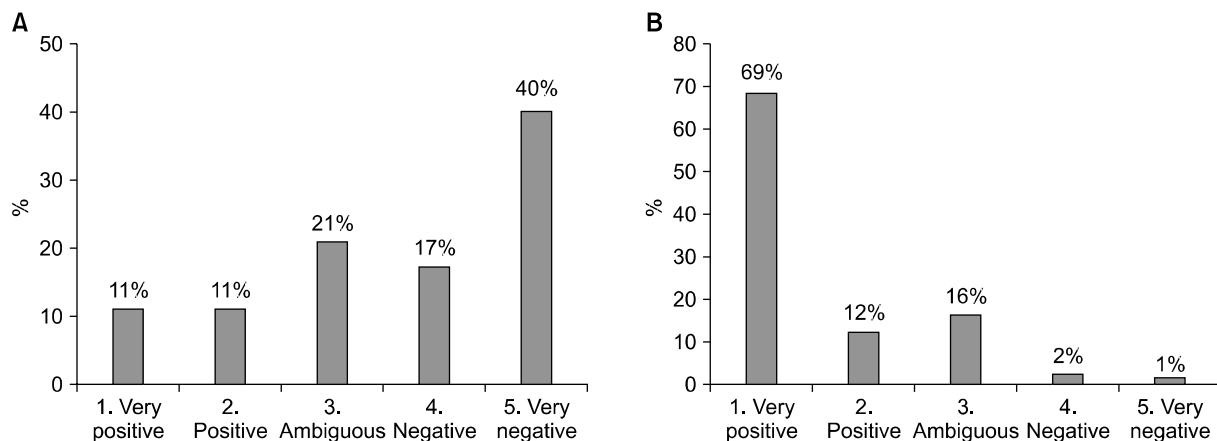 A
50
40
30
20
10
0
%
11%
11%
21%
17%
40%
1. Very
positive
2.
Positive
3.
Ambiguous
4.
Negative
5. Very
negative
B
80
70
60
50
40
30
20
10
0
%
69%
12%
16%
2%
1%
1. Very
positive
2.
Positive
3.
Ambiguous
4.
Negative
5. Very
negative